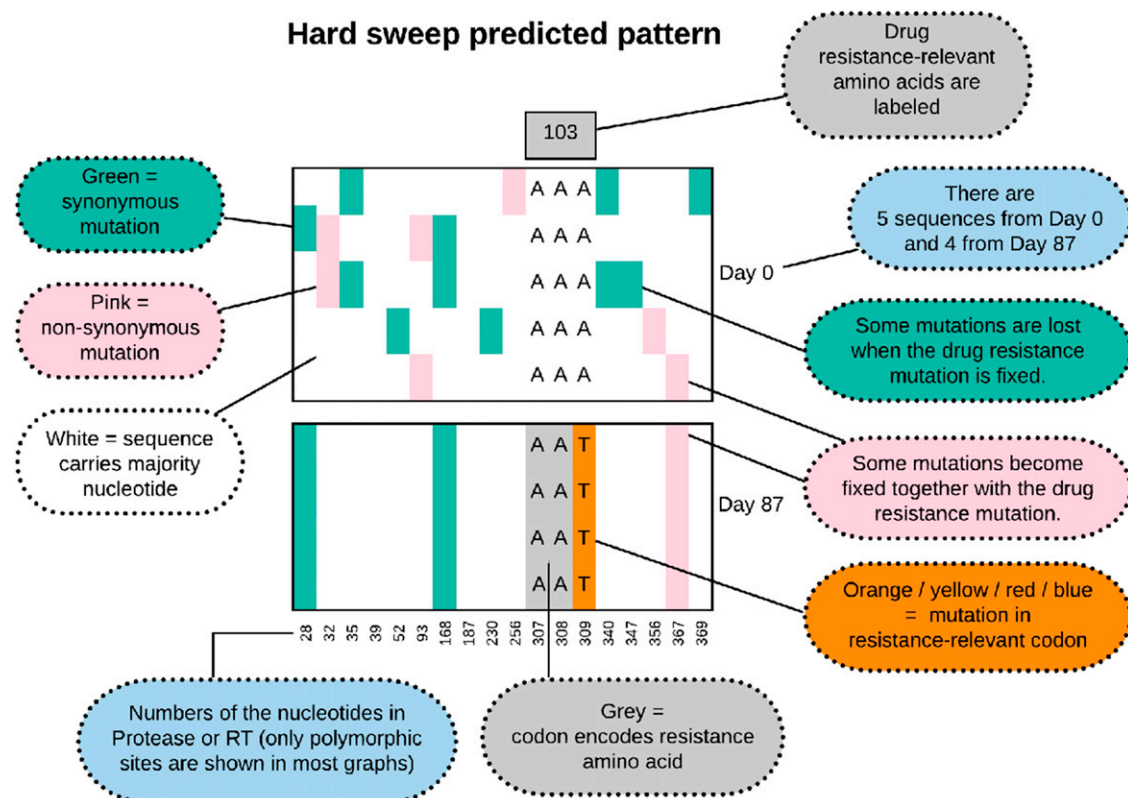 Hard sweep predicted pattern
Drug
resistance-relevant
amino acids are
labeled
103
Green =
synonymous
mutation
There are
5 sequences from Day 0
and 4 from Day 87
A A A
A A A
A A A
A A A
A A A
Day 0
Pink =
non-synonymous
mutation
Some mutations are lost
when the drug resistance
mutation is fixed.
White = sequence
carries majority
nucleotide
A A T
A A T
A A T
A A T
Day 87
Some mutations become
fixed together with the drug
resistance mutation.
Orange / yellow / red / blue
= mutation in
resistance-relevant codon
28 32 35 39 52 93 168 187 230 256 307 308 309 340 347 356 367 369
Numbers of the nucleotides in
Protease or RT (only polymorphic
sites are shown in most graphs)
Grey =
codon encodes resistance
amino acid